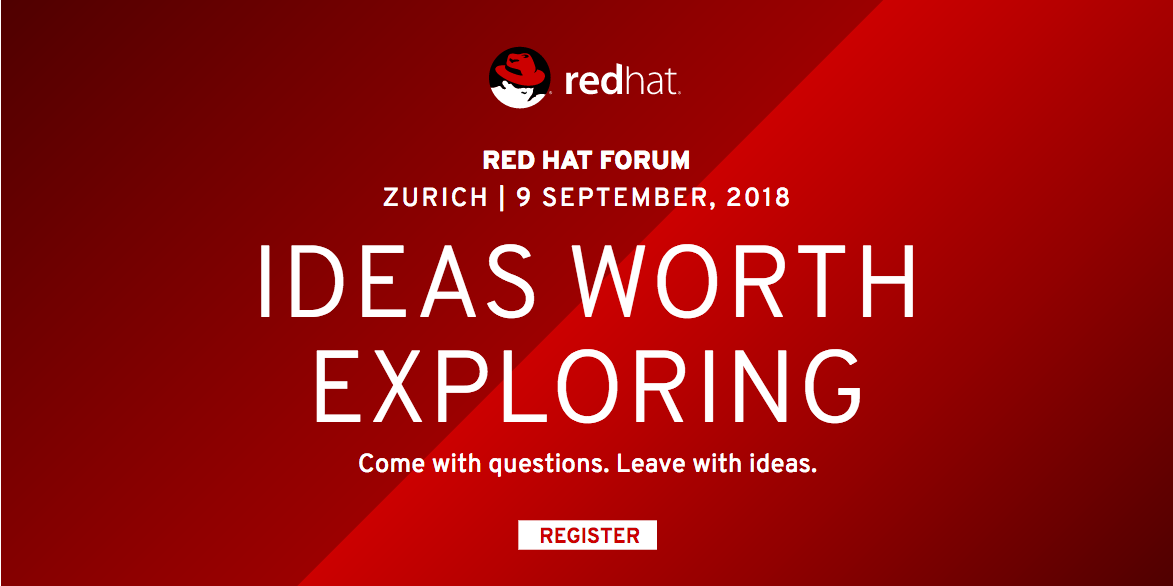 redhat.
RED HAT FORUM
ZURICH | 9 SEPTEMBER, 2018
IDEAS WORTH
EXPLORING
Come with questions. Leave with ideas.
REGISTER